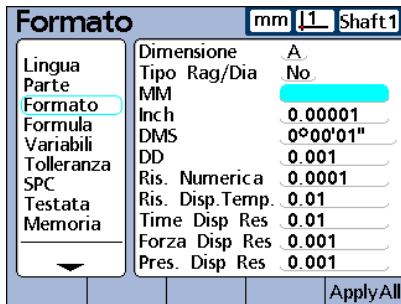 Formato
mm 1 Shaft1
Lingua
Parte
Formato
Formula
Variabili
Tolleranza
SPC
Testata
Memoria
Dimensione A
Tipo Rag/Dia No
MM
Inch 0.00001
DMS 0º00'01"
DD 0.001
Ris. Numerica 0.0001
Ris. Disp.Temp. 0.01
Time Disp Res 0.01
Forza Disp Res 0.001
Pres. Disp Res 0.001
ApplyAll